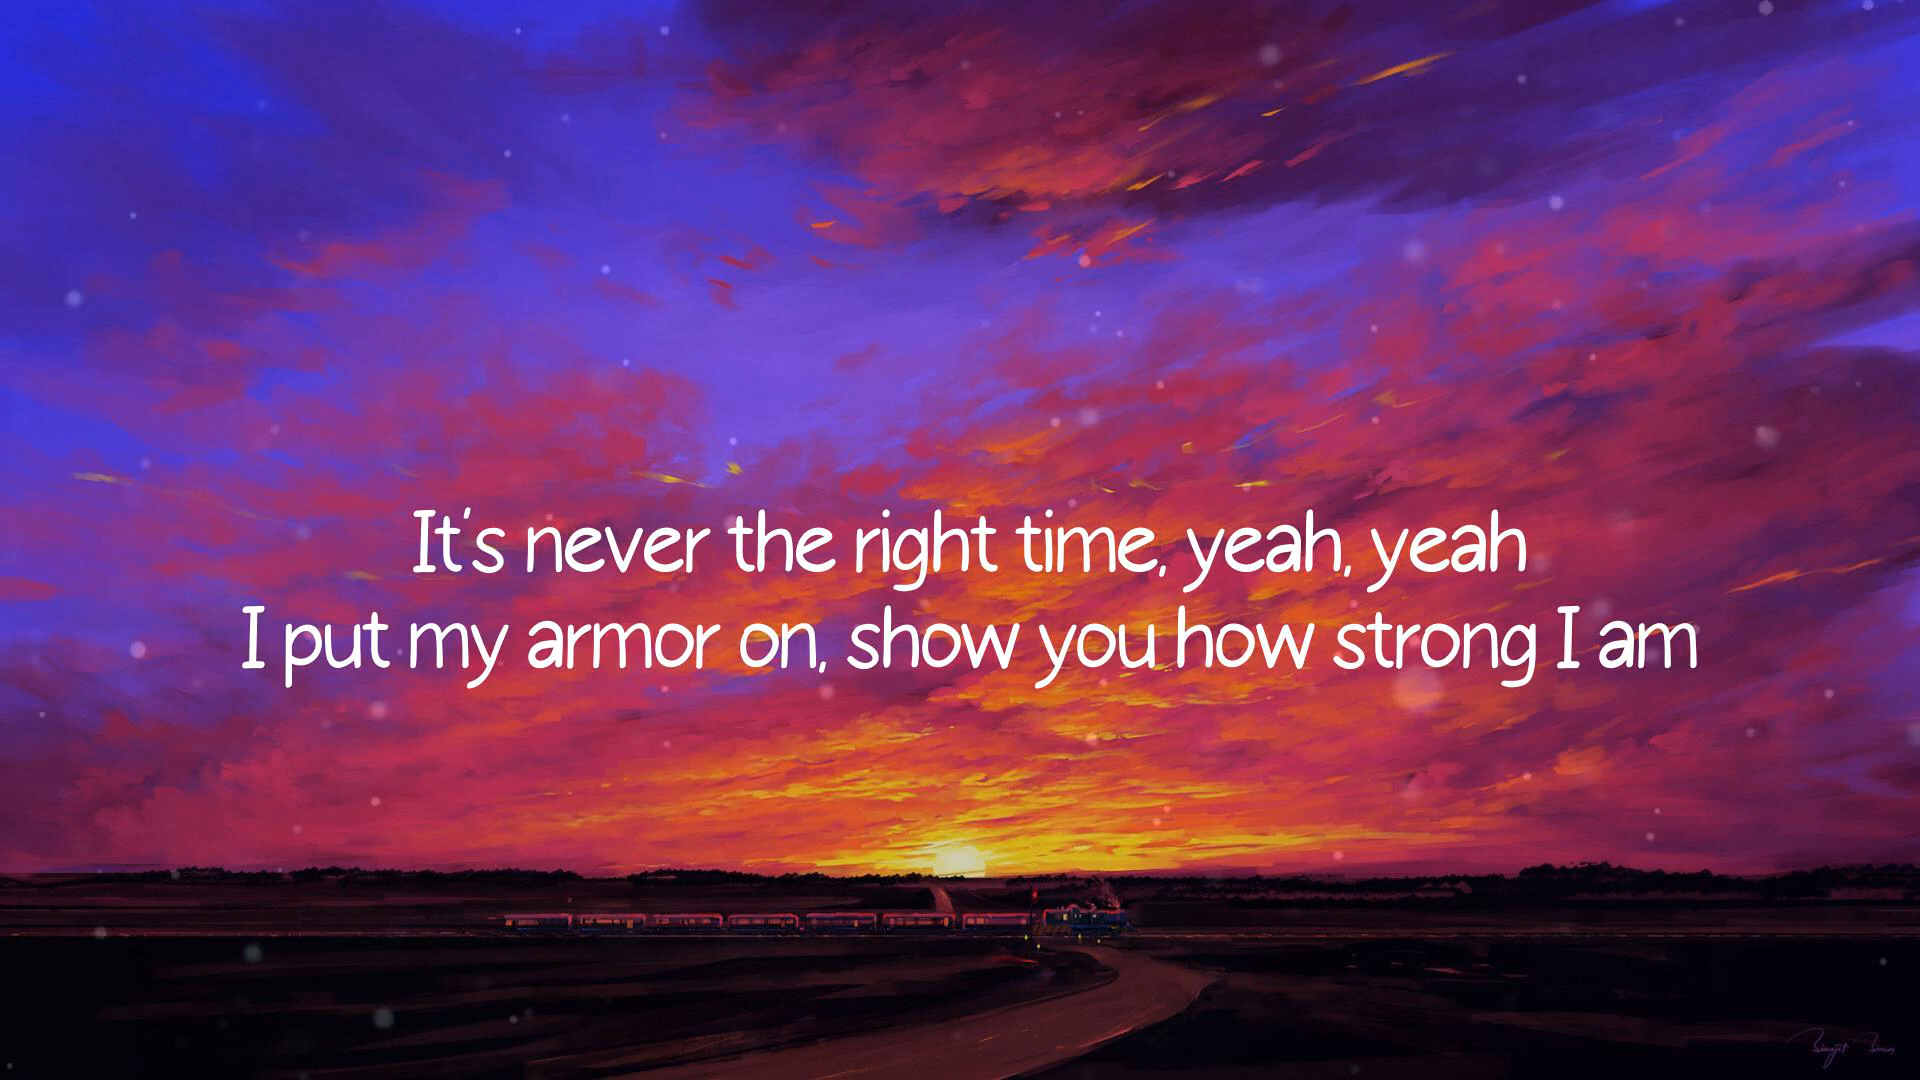 It's never the right time, yeah, yeah
I put my armor on, show you how strong I am